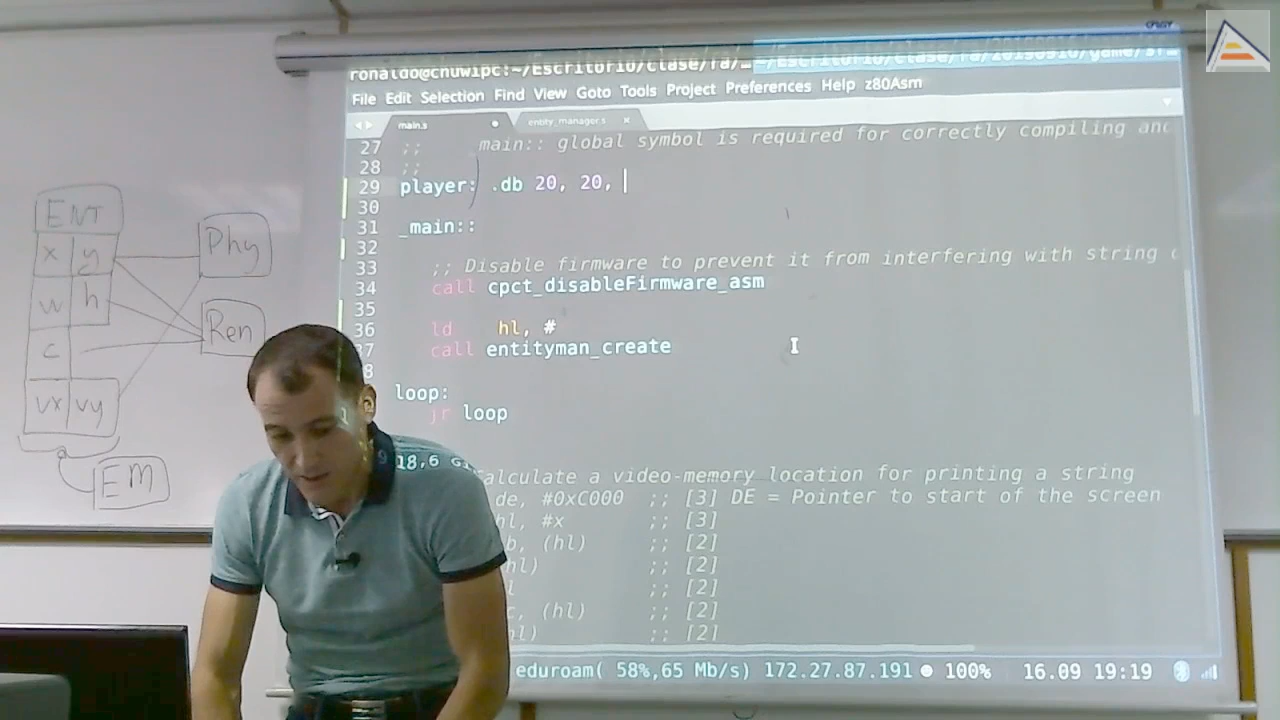 ENT
x y
w h
c
vx vy
EM
Phy
Ren
ronaldo@cnuwipc:~/Escritorio/clase/ra/…
File Edit Selection Find View Goto Tools Project Preferences Help z80Asm
main.s entity_manager.s
27 ;; main:: global symbol is required for correctly compiling and
28 ;;
29 player: .db 20, 20,
30
31 _main::
32
33 ;; Disable firmware to prevent it from interfering with string
34 call cpct_disableFirmware_asm
35
36 ld hl, #
37 call entityman_create
8
loop:
jr loop
18,6 G
Calculate a video-memory location for printing a string
de, #0xC000 ;; [3] DE = Pointer to start of the screen
hl, #x ;; [3]
b, (hl) ;; [2]
hl) ;; [2]
;; [2]
c, (hl) ;; [2]
hl) ;; [2]
eduroam( 58%,65 Mb/s) 172.27.87.191 100% 16.09 19:19